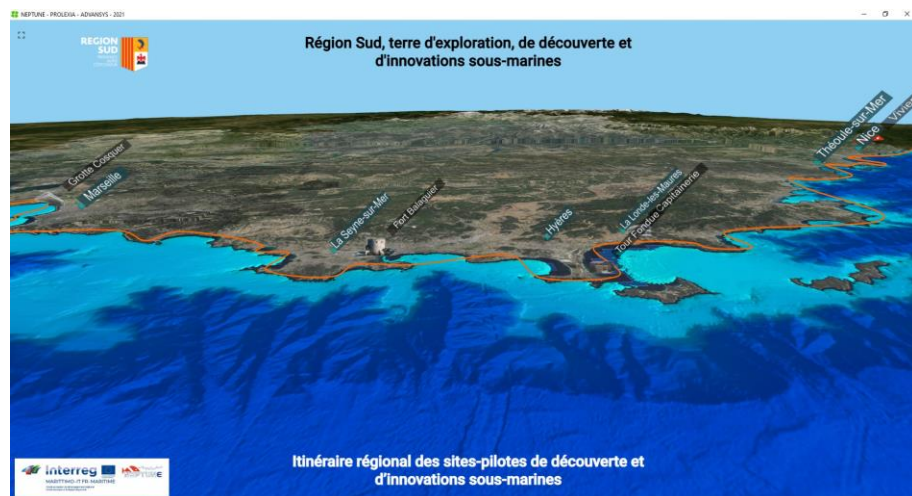 NEPTUNE - PROLEXIA - ADVANSYS - 2021
REGION
SUD
Région Sud, terre d'exploration, de découverte et
d'innovations sous-marines
Grotte Cosquer
Marseille
La Seyne-sur-Mer
Fort Balaguier
Hyères
La Londe-les-Maures
Tour Fondue Capitainerie
Théoule-sur-Mer
Nice
Vivier
Interreg
MARITTIMO-IT FR-MARITIME
NEPTUNE
Itinéraire régional des sites-pilotes de découverte et
d'innovations sous-marines